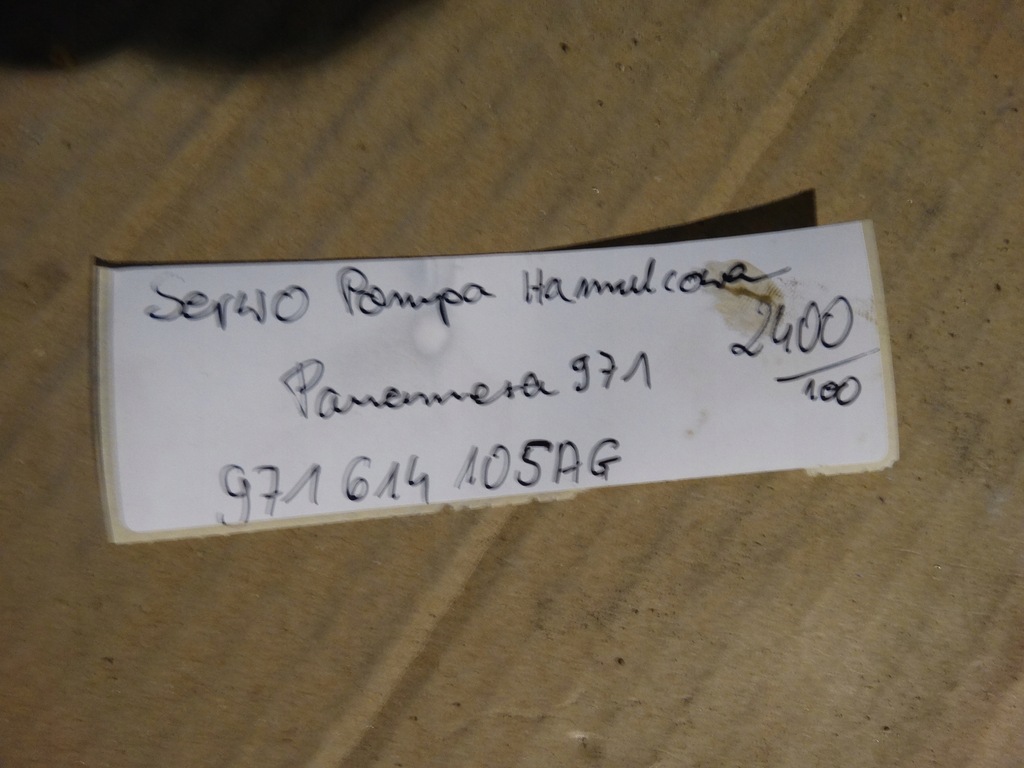 Serwo Pompa Hamulcowa
2400
100
Panamera 971
971 614 105AG